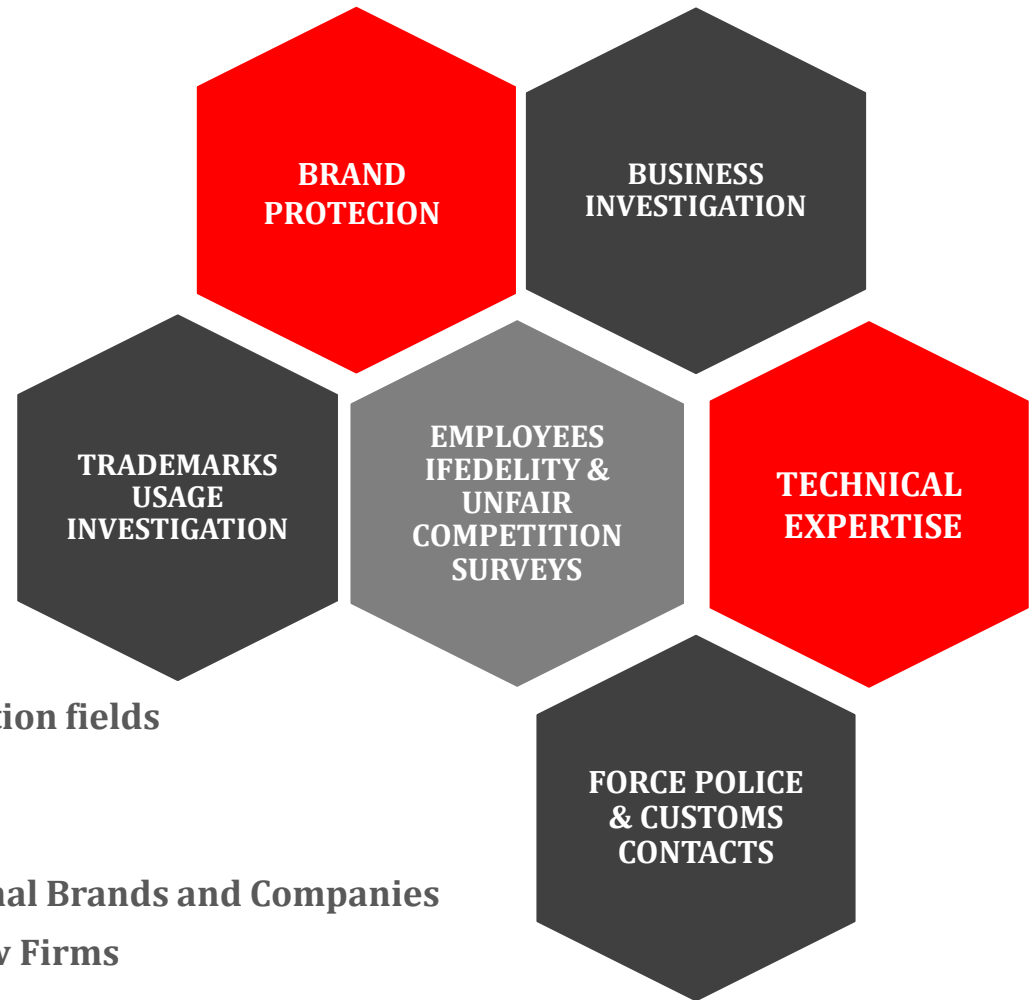 BRAND
PROTECION
BUSINESS
INVESTIGATION
TRADEMARKS
USAGE
INVESTIGATION
EMPLOYEES
IFEDELITY &
UNFAIR
COMPETITION
SURVEYS
TECHNICAL
EXPERTISE
tion fields
FORCE POLICE
& CUSTOMS
CONTACTS
nal Brands and Companies
w Firms